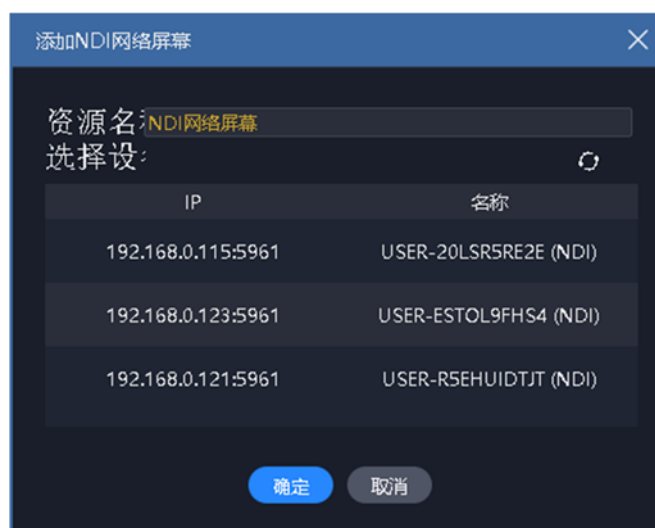 添加NDI网络屏幕
资源名 NDI网络屏幕
选择设
IP 名称
192.168.0.115:5961 USER-20LSR5RE2E (NDI)
192.168.0.123:5961 USER-ESTOL9FHS4 (NDI)
192.168.0.121:5961 USER-R5EHUIDTJT (NDI)
确定 取消